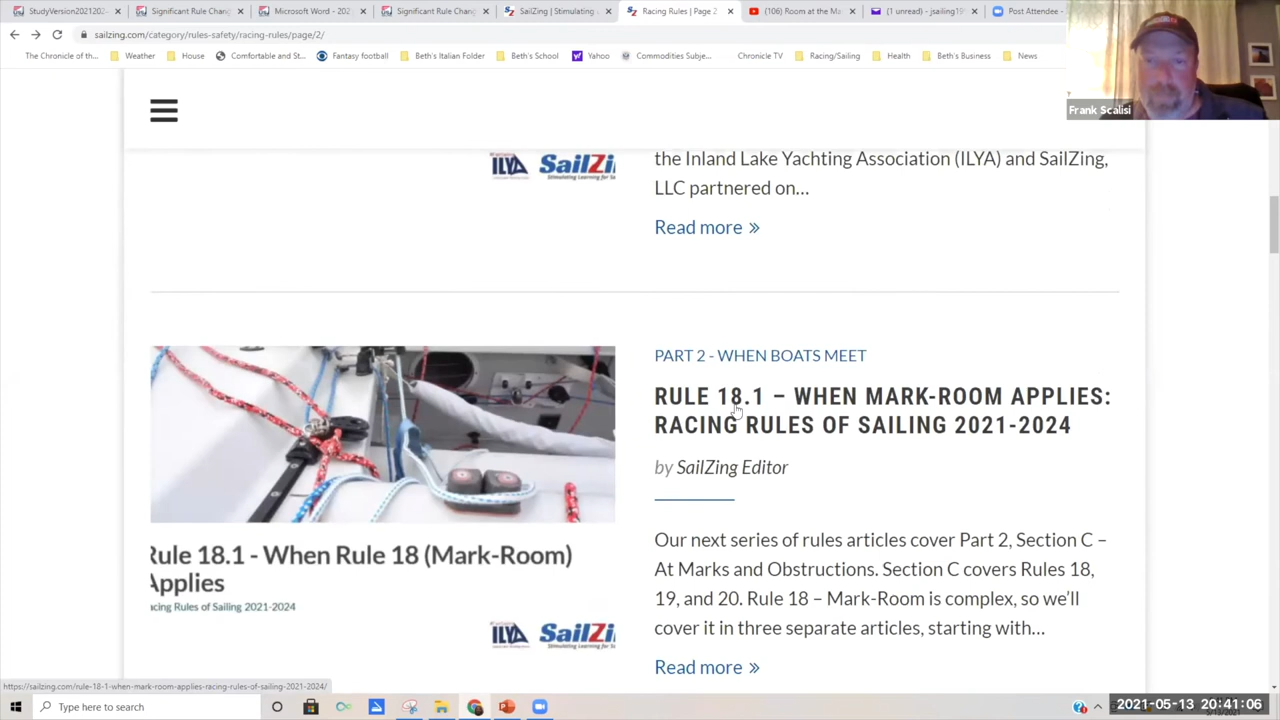 StudyVersion2021202
Significant Rule Chang
Microsoft Word - 202
Significant Rule Chang
SailZing | Stimulating
Racing Rules | Page 2
(106) Room at the Ma
(1 unread) - jsailing19
Post Attendee -
sailzing.com/category/rules-safety/racing-rules/page/2/
The Chronicle of th...
Weather
House
Comfortable and St...
Fantasy football
Beth's Italian Folder
Beth's School
Yahoo
Commodities Subje...
Chronicle TV
Racing/Sailing
Health
Beth's Business
News
Frank Scalisi
ILYA SailZi
the Inland Lake Yachting Association (ILYA) and SailZing,
LLC partnered on...
Read more »
PART 2 - WHEN BOATS MEET
RULE 18.1 – WHEN MARK-ROOM APPLIES:
RACING RULES OF SAILING 2021-2024
by SailZing Editor
Our next series of rules articles cover Part 2, Section C –
At Marks and Obstructions. Section C covers Rules 18,
19, and 20. Rule 18 – Mark-Room is complex, so we'll
cover it in three separate articles, starting with...
Read more »
Rule 18.1 - When Rule 18 (Mark-Room)
Applies
acing Rules of Sailing 2021-2024
ILYA SailZi
https://sailzing.com/rule-18-1-when-mark-room-applies-racing-rules-of-sailing-2021-2024/
Type here to search
2021-05-13 20:41:06